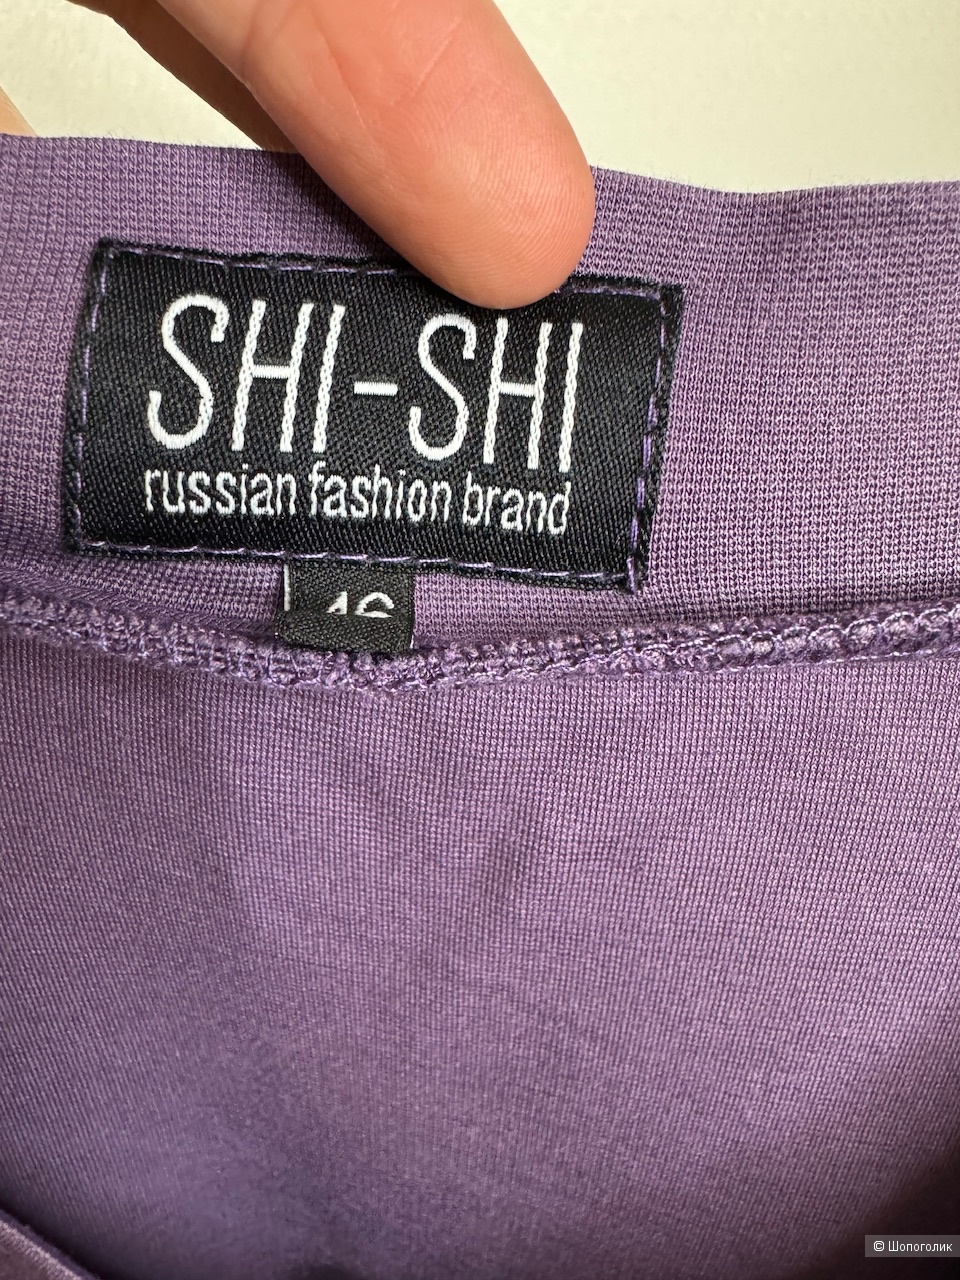 SHI-SHI
russian fashion brand
© Шопоголик